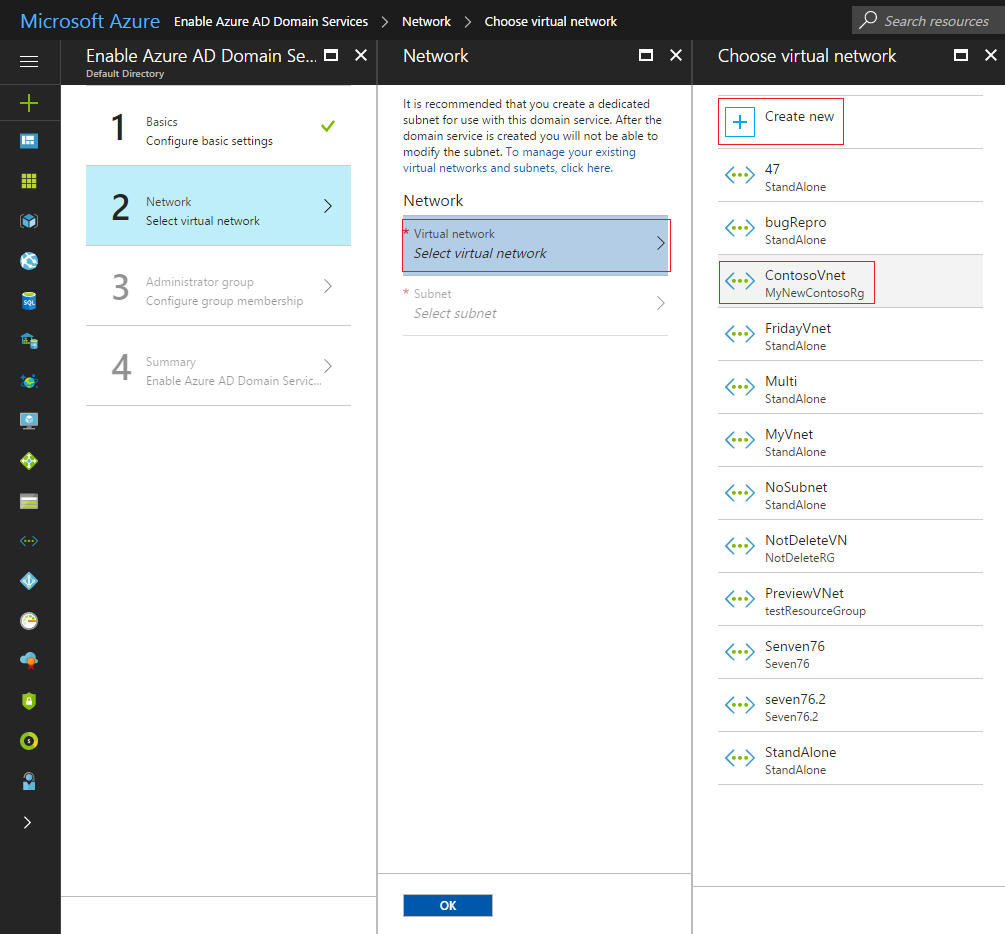 Microsoft Azure Enable Azure AD Domain Services > Network > Choose virtual network
Search resources
Enable Azure AD Domain Se...
Default Directory
1
Basics
Configure basic settings
2
Network
Select virtual network
3
Administrator group
Configure group membership
4
Summary
Enable Azure AD Domain Servic...
Network
It is recommended that you create a dedicated
subnet for use with this domain service. After the
domain service is created you will not be able to
modify the subnet. To manage your existing
virtual networks and subnets, click here.
Network
* Virtual network
Select virtual network
* Subnet
Select subnet
OK
Choose virtual network
Create new
47
StandAlone
bugRepro
StandAlone
ContosoVnet
MyNewContosoRg
FridayVnet
StandAlone
Multi
StandAlone
MyVnet
StandAlone
NoSubnet
StandAlone
NotDeleteVN
NotDeleteRG
PreviewVNet
testResourceGroup
Senven76
Seven76
seven76.2
Seven76.2
StandAlone
StandAlone